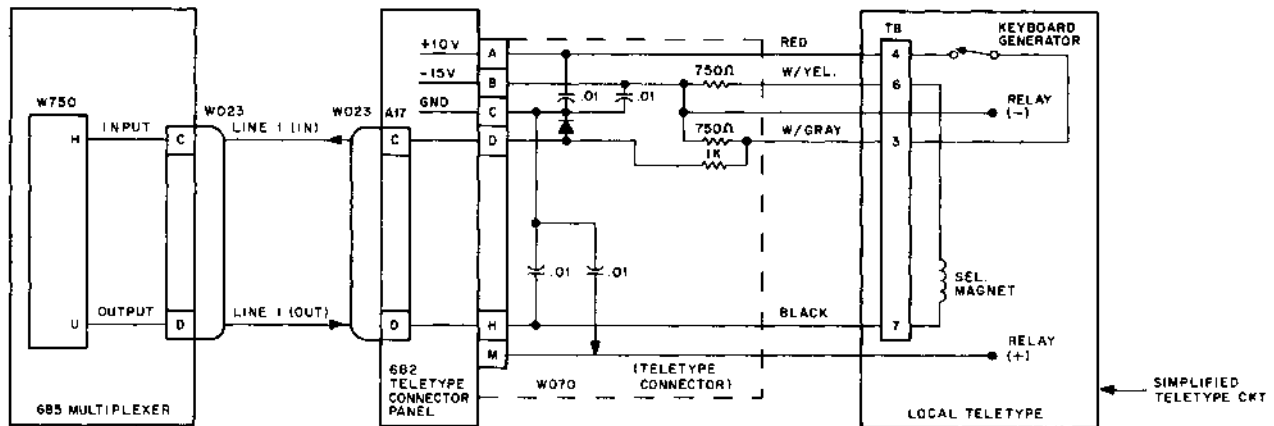 W750
H
INPUT
C
W023
LINE 1 (IN)
U
OUTPUT
D
LINE 1 (OUT)
685 MULTIPLEXER
W023
A17
C
D
+10V
-15V
GND
A
B
C
D
H
M
682
TELETYPE
CONNECTOR
PANEL
.01
.01
.01
.01
750Ω
750Ω
1K
RED
W/YEL.
W/GRAY
BLACK
W070
(TELETYPE
CONNECTOR)
TB
4
6
3
7
KEYBOARD
GENERATOR
RELAY
(-)
SEL.
MAGNET
RELAY
(+)
LOCAL TELETYPE
SIMPLIFIED
TELETYPE CKT